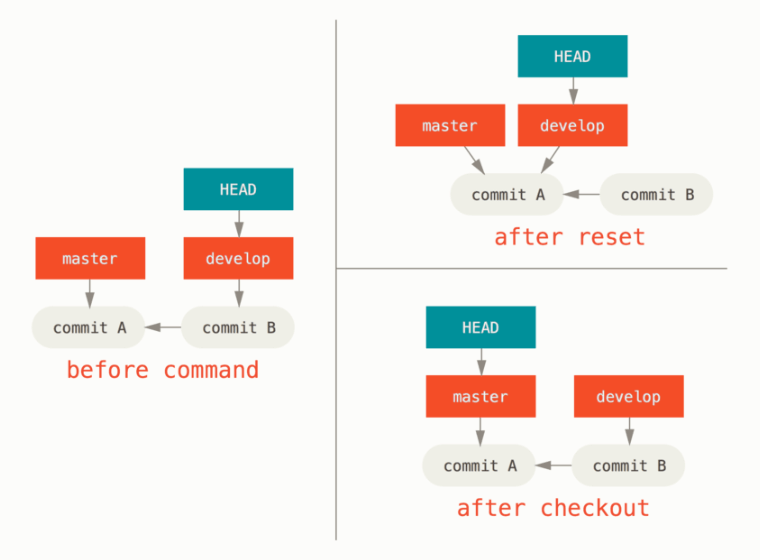 HEAD
master
develop
commit A
commit B
before command
HEAD
master
develop
commit A
commit B
after reset
HEAD
master
develop
commit A
commit B
after checkout